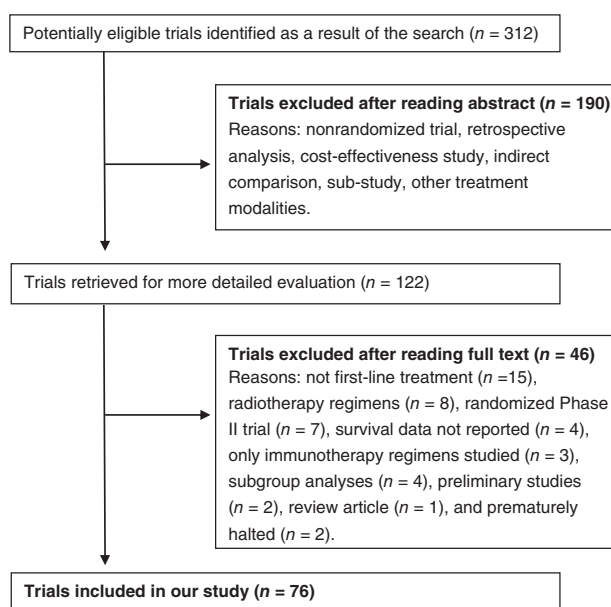 Potentially eligible trials identified as a result of the search (n = 312)
Trials excluded after reading abstract (n = 190)
Reasons: nonrandomized trial, retrospective
analysis, cost-effectiveness study, indirect
comparison, sub-study, other treatment
modalities.
Trials retrieved for more detailed evaluation (n = 122)
Trials excluded after reading full text (n = 46)
Reasons: not first-line treatment (n =15),
radiotherapy regimens (n = 8), randomized Phase
II trial (n = 7), survival data not reported (n = 4),
only immunotherapy regimens studied (n = 3),
subgroup analyses (n = 4), preliminary studies
(n = 2), review article (n = 1), and prematurely
halted (n = 2).
Trials included in our study (n = 76)